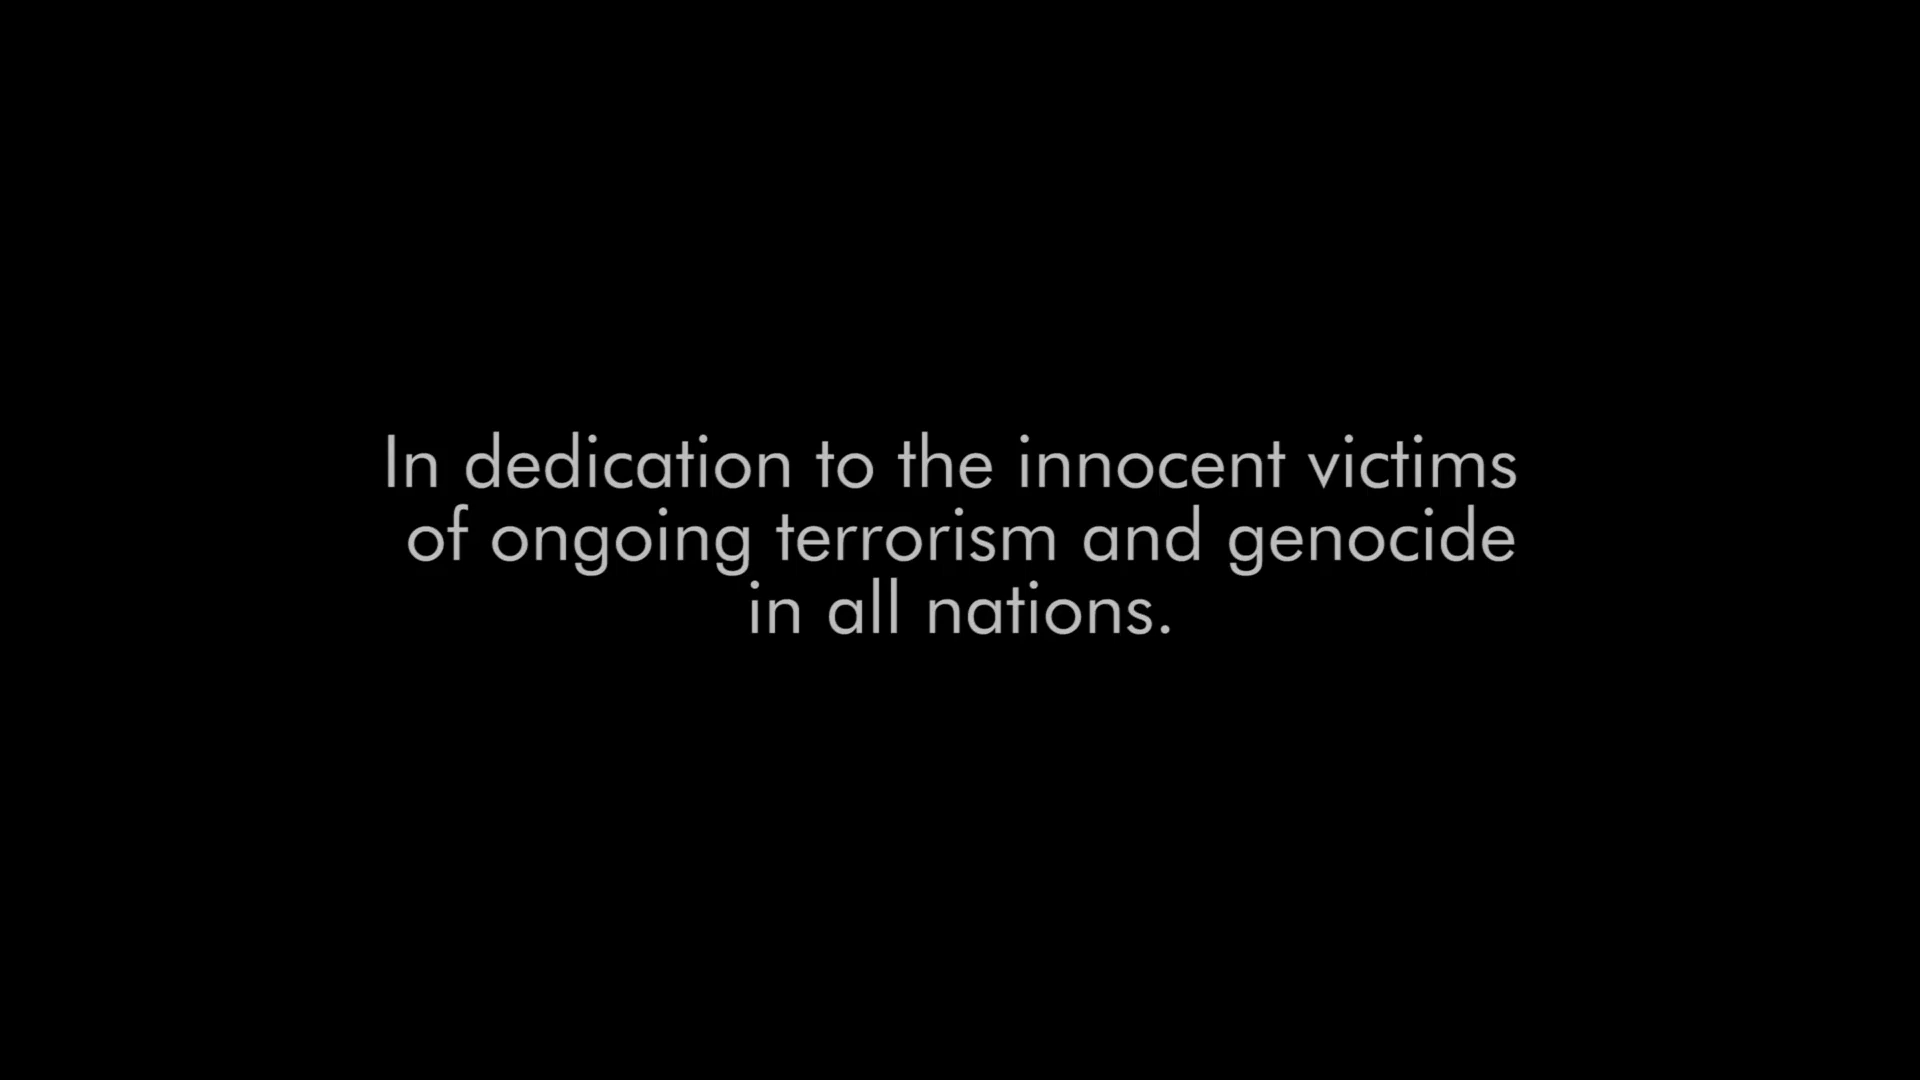 In dedication to the innocent victims
of ongoing terrorism and genocide
in all nations.